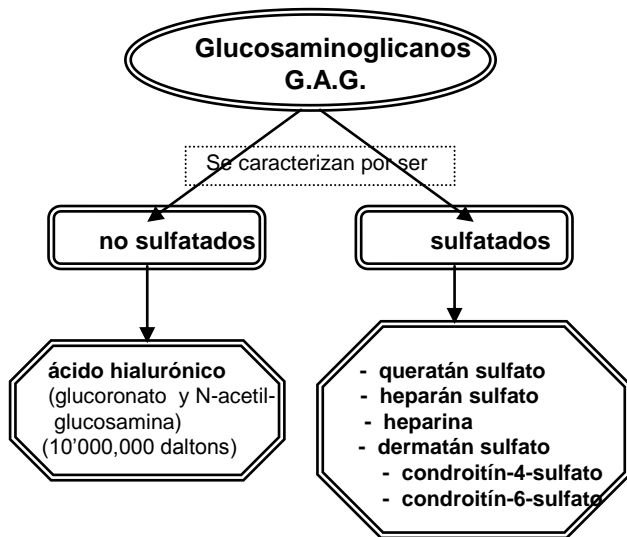 Glucosaminoglicanos
G.A.G.
Se caracterizan por ser
no sulfatados
sulfatados
ácido hialurónico
(glucoronato y N-acetil-
glucosamina)
(10’000,000 daltons)
- queratán sulfato
- heparán sulfato
- heparina
- dermatán sulfato
- condroitín-4-sulfato
- condroitín-6-sulfato